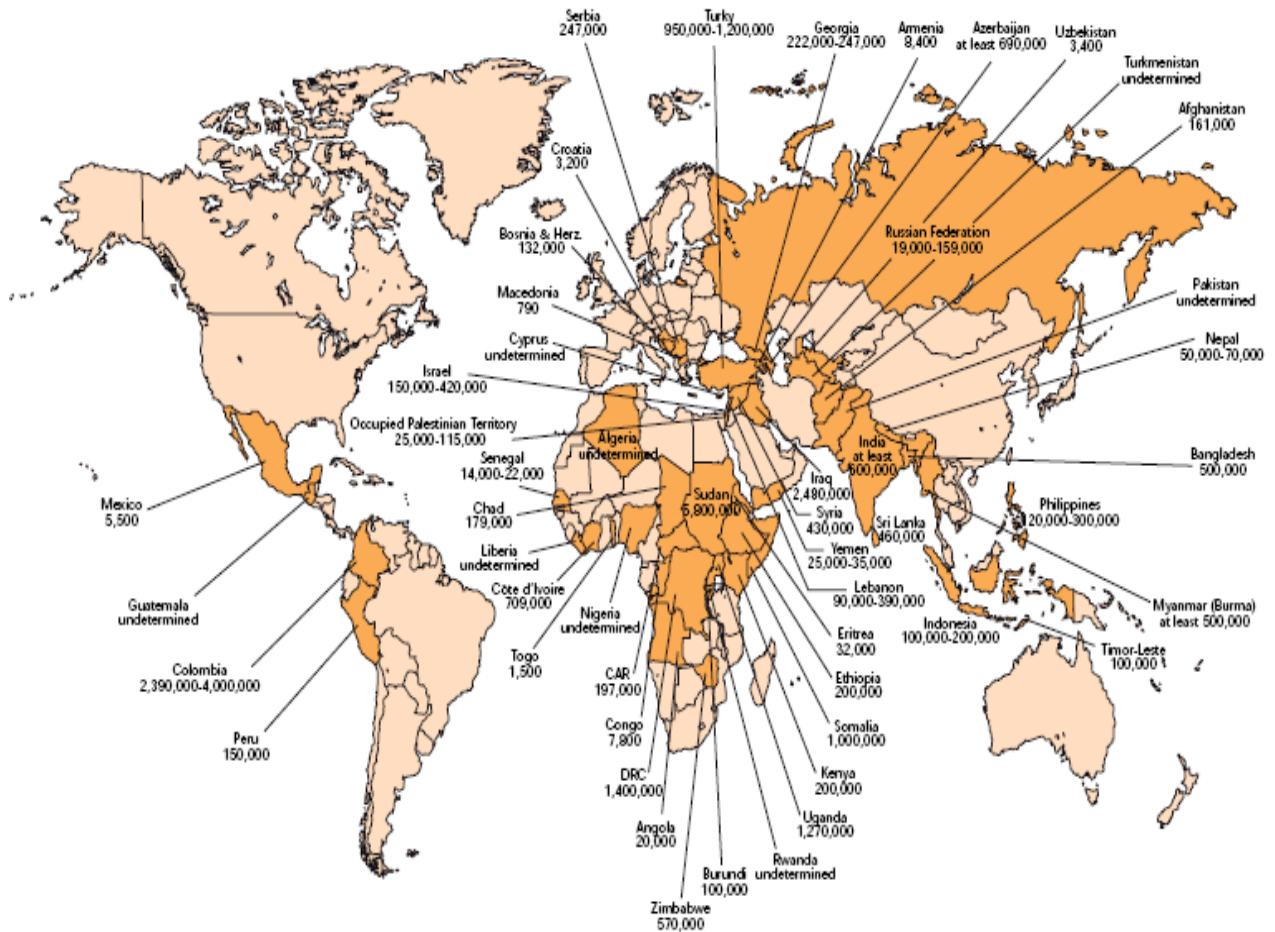 Serbia
247,000
Turky
950,000-1,200,000
Georgia
222,000-247,000
Armenia
8,400
Azerbaijan
at least 690,000
Uzbekistan
3,400
Turkmenistan
undetermined
Afghanistan
161,000
Croatia
3,200
Bosnia & Herz.
132,000
Russian Federation
19,000-159,000
Macedonia
790
Pakistan
undetermined
Cyprus
undetermined
Nepal
50,000-70,000
Israel
150,000-420,000
Occupied Palestinian Territory
25,000-115,000
Algeria
undetermined
India
at least
600,000
Bangladesh
500,000
Senegal
14,000-22,000
Iraq
2,480,000
Mexico
5,500
Chad
179,000
Sudan
5,800,000
Syria
430,000
Sri Lanka
460,000
Philippines
20,000-300,000
Liberia
undetermined
Yemen
25,000-35,000
Côte d'Ivoire
709,000
Lebanon
90,000-390,000
Guatemala
undetermined
Nigeria
undetermined
Indonesia
100,000-200,000
Myanmar (Burma)
at least 500,000
Eritrea
32,000
Timor-Leste
100,000
Togo
1,500
Colombia
2,390,000-4,000,000
CAR
197,000
Ethiopia
200,000
Congo
7,800
Somalia
1,000,000
Peru
150,000
DRC
1,400,000
Kenya
200,000
Angola
20,000
Uganda
1,270,000
Rwanda
undetermined
Burundi
100,000
Zimbabwe
570,000